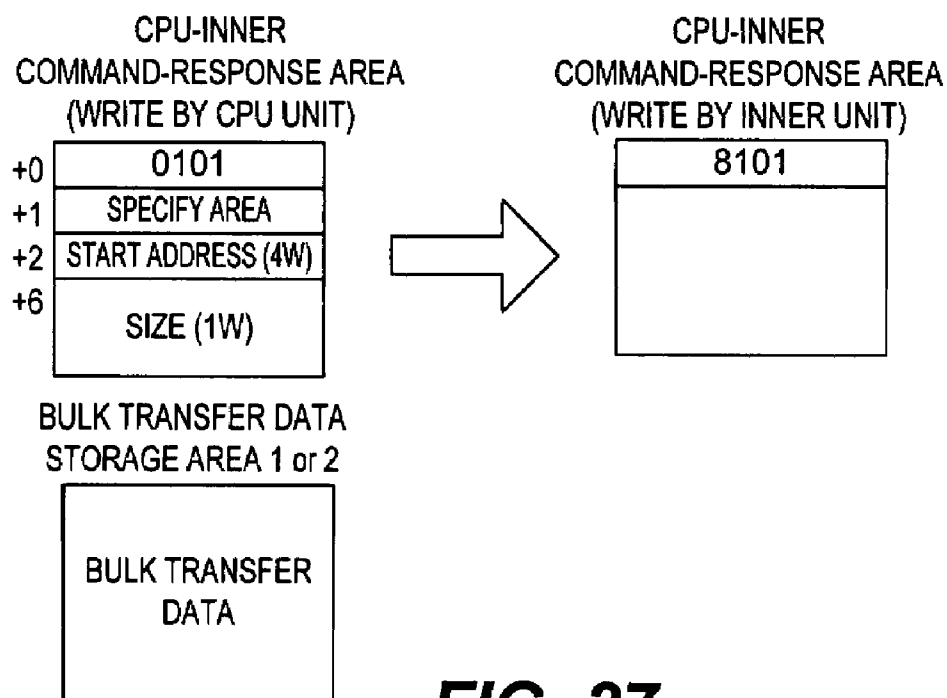 CPU-INNER
COMMAND-RESPONSE AREA
(WRITE BY CPU UNIT)
+0 0101
+1 SPECIFY AREA
+2 START ADDRESS (4W)
+6 SIZE (1W)
CPU-INNER
COMMAND-RESPONSE AREA
(WRITE BY INNER UNIT)
8101
BULK TRANSFER DATA
STORAGE AREA 1 or 2
BULK TRANSFER
DATA